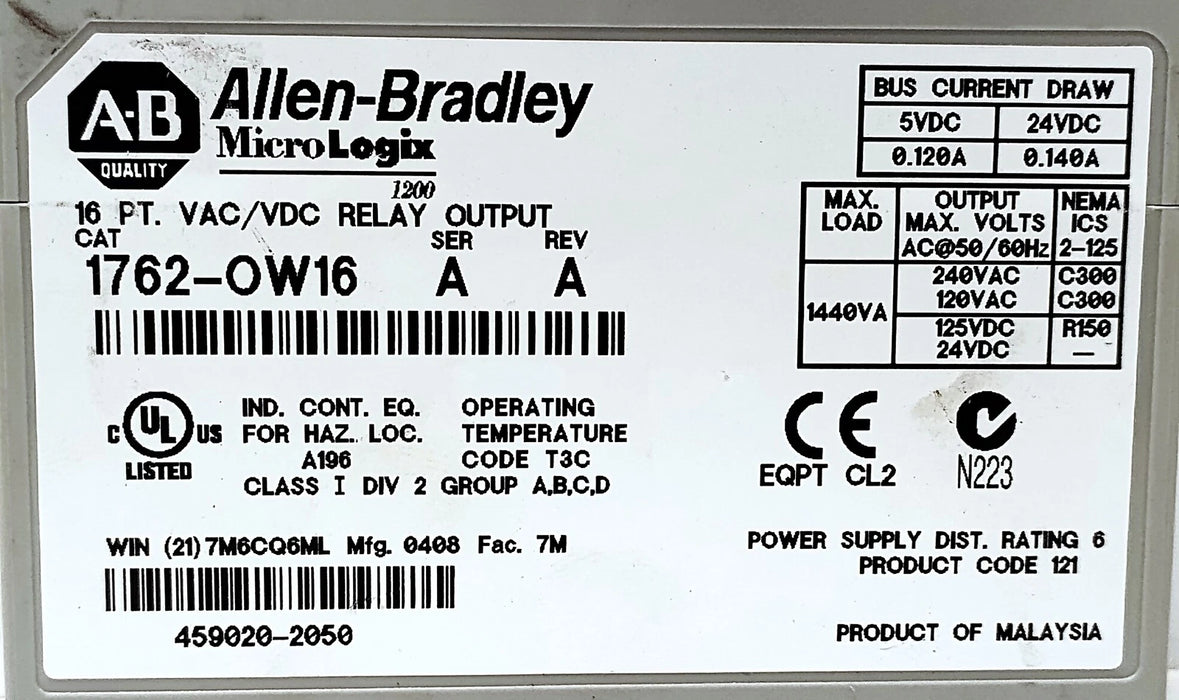 A-B
QUALITY
Allen-Bradley
MicroLogix
1200
16 PT. VAC/VDC RELAY OUTPUT
CAT SER REV
1762-OW16 A A
BUS CURRENT DRAW
5VDC 24VDC
0.120A 0.140A
MAX. LOAD
OUTPUT MAX. VOLTS AC@50/60Hz
NEMA ICS 2-125
1440VA
240VAC C300
120VAC C300
125VDC R150
24VDC —
C UL US
LISTED
IND. CONT. EQ.
FOR HAZ. LOC.
A196
OPERATING
TEMPERATURE
CODE T3C
CLASS I DIV 2 GROUP A,B,C,D
CE
EQPT CL2
N223
WIN (21) 7M6CQ6ML Mfg. 0408 Fac. 7M
459020-2050
POWER SUPPLY DIST. RATING 6
PRODUCT CODE 121
PRODUCT OF MALAYSIA